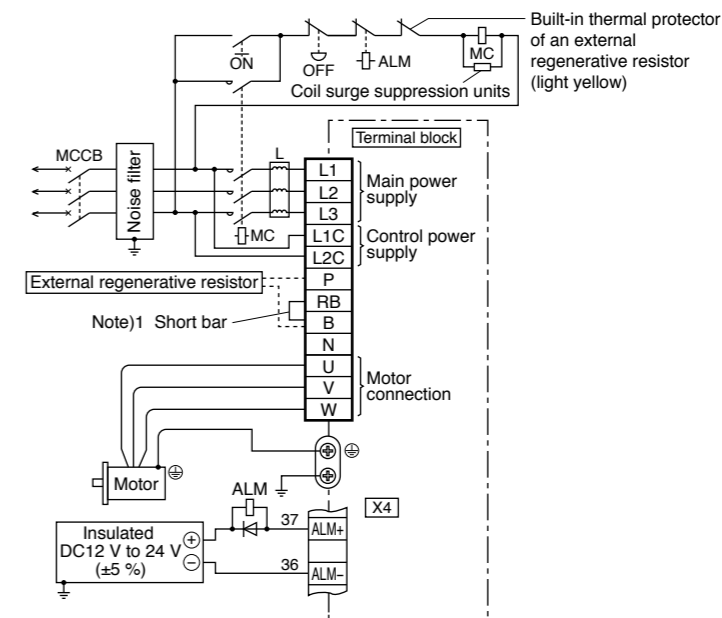 Built-in thermal protector
of an external
regenerative resistor
(light yellow)
ON
OFF
ALM
MC
Coil surge suppression units
Terminal block
MCCB
Noise filter
L
MC
L1
L2
L3
Main power
supply
L1C
L2C
Control power
supply
External regenerative resistor
P
RB
Note)1 Short bar
B
N
U
V
W
Motor
connection
Motor
ALM
X4
Insulated
DC12 V to 24 V
(±5 %)
+
−
37
ALM+
36
ALM−